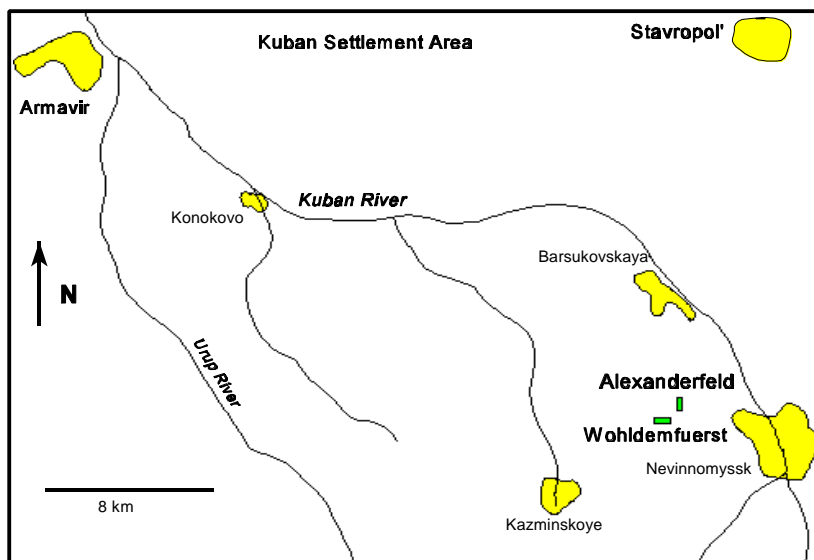 Kuban Settlement Area
Stavropol'
Armavir
Kuban River
Konokovo
Barsukovskaya
N
Urup River
Alexanderfeld
Wohldemfuerst
Nevinnomyssk
8 km
Kazminskoye